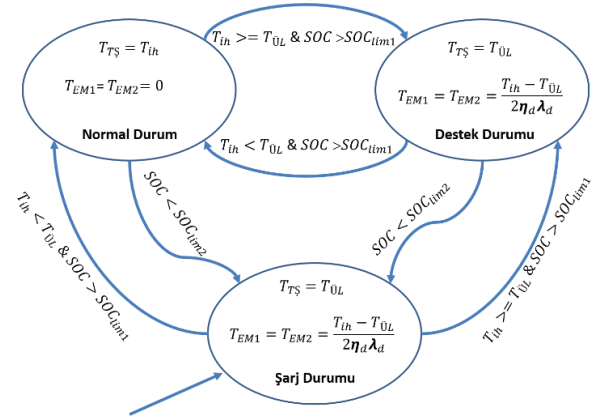 T_TŞ = T_ih
T_EM1 = T_EM2 = 0
Normal Durum
T_ih >= T_ÜL & SOC > SOC_lim1
T_ih < T_ÜL & SOC > SOC_lim1
T_TŞ = T_ÜL
T_EM1 = T_EM2 = (T_ih − T_ÜL) / (2η_d λ_d)
Destek Durumu
T_ih < T_ÜL & SOC > SOC_lim1
SOC < SOC_lim2
SOC < SOC_lim2
T_ih >= T_ÜL & SOC > SOC_lim1
T_TŞ = T_ÜL
T_EM1 = T_EM2 = (T_ih − T_ÜL) / (2η_d λ_d)
Şarj Durumu